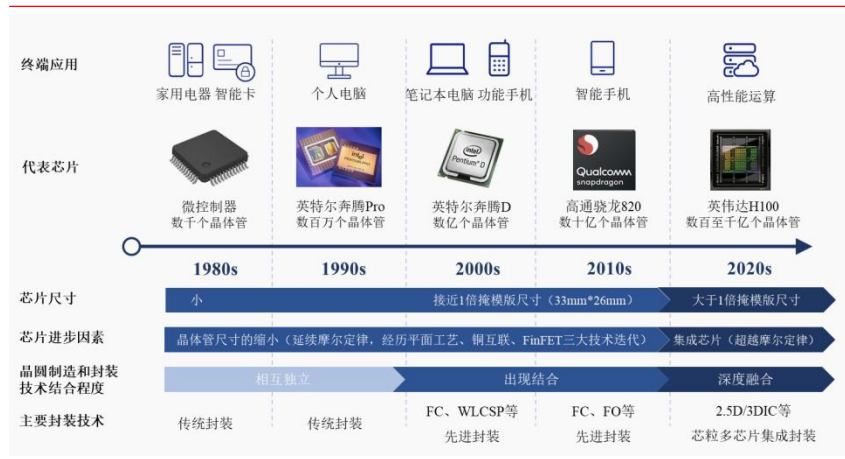 终端应用
家用电器 智能卡
个人电脑
笔记本电脑 功能手机
智能手机
高性能运算
代表芯片
intel
PENTIUM PRO
intel
Pentium D
Qualcomm
snapdragon
微控制器
数千个晶体管
英特尔奔腾Pro
数百万个晶体管
英特尔奔腾D
数亿个晶体管
高通骁龙820
数十亿个晶体管
英伟达H100
数百至千亿个晶体管
1980s
1990s
2000s
2010s
2020s
芯片尺寸
小
接近1倍掩模版尺寸（33mm*26mm）
大于1倍掩模版尺寸
芯片进步因素
晶体管尺寸的缩小（延续摩尔定律，经历平面工艺、铜互联、FinFET三大技术迭代）
集成芯片（超越摩尔定律）
晶圆制造和封装
技术结合程度
相互独立
出现结合
深度融合
主要封装技术
传统封装
传统封装
FC、WLCSP等
先进封装
FC、FO等
先进封装
2.5D/3DIC等
芯粒多芯片集成封装